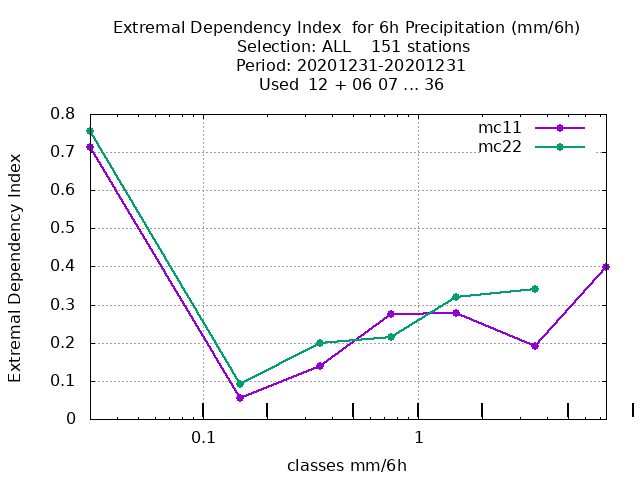 Extremal Dependency Index  for 6h Precipitation (mm/6h)
Selection: ALL    151 stations
Period: 20201231-20201231
Used  12 + 06 07 ... 36
mc11
mc22
0.8
0.7
0.6
0.5
0.4
0.3
0.2
0.1
0
Extremal Dependency Index
0.1
1
classes mm/6h